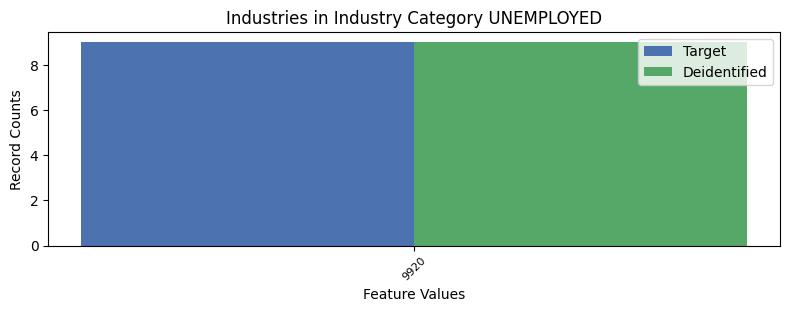 Industries in Industry Category UNEMPLOYED
Target
Deidentified
Record Counts
8
6
4
2
0
9920
Feature Values